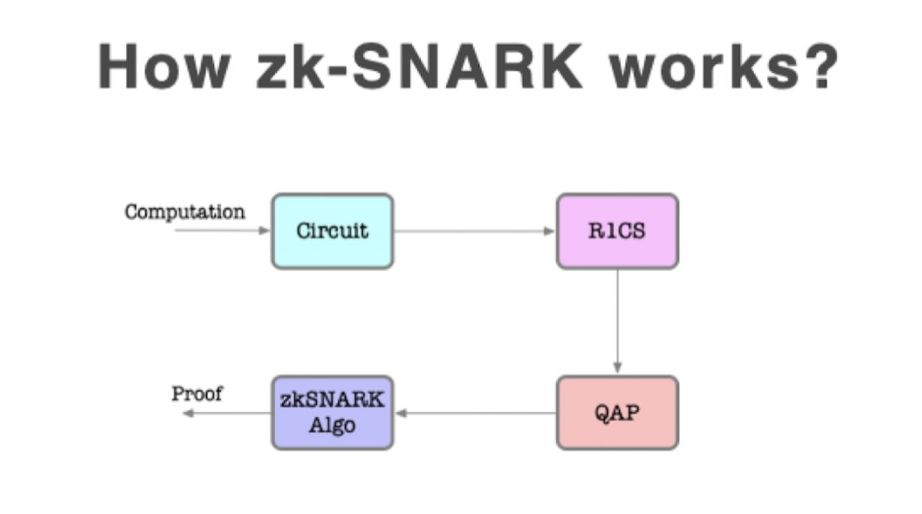 How zk-SNARK works?
Computation
Circuit
R1CS
Proof
zkSNARK
Algo
QAP